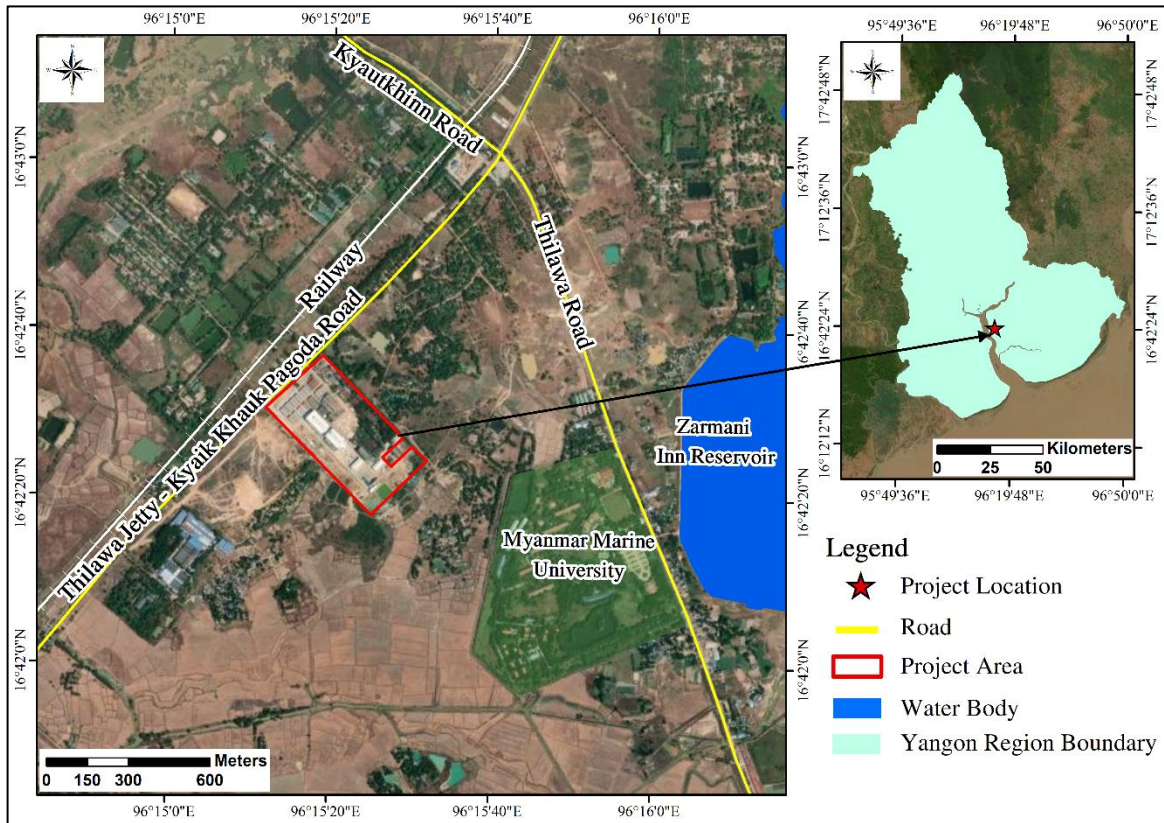 96°15'0"E 96°15'20"E 96°15'40"E 96°16'0"E
16°43'0"N
16°42'40"N
16°42'20"N
16°42'0"N
Kyautkhinn Road
Railway
Thilawa Jetty - Kyaik Khauk Pagoda Road
Thilawa Road
Zarmani
Inn Reservoir
Myanmar Marine
University
Meters
0 150 300 600
16°43'0"N
16°42'40"N
16°42'20"N
16°42'0"N
96°15'0"E 96°15'20"E 96°15'40"E 96°16'0"E
95°49'36"E 96°19'48"E 96°50'0"E
17°42'48"N
17°12'36"N
16°42'24"N
16°12'12"N
Kilometers
0 25 50
17°42'48"N
17°12'36"N
16°42'24"N
16°12'12"N
95°49'36"E 96°19'48"E 96°50'0"E
Legend
Project Location
Road
Project Area
Water Body
Yangon Region Boundary